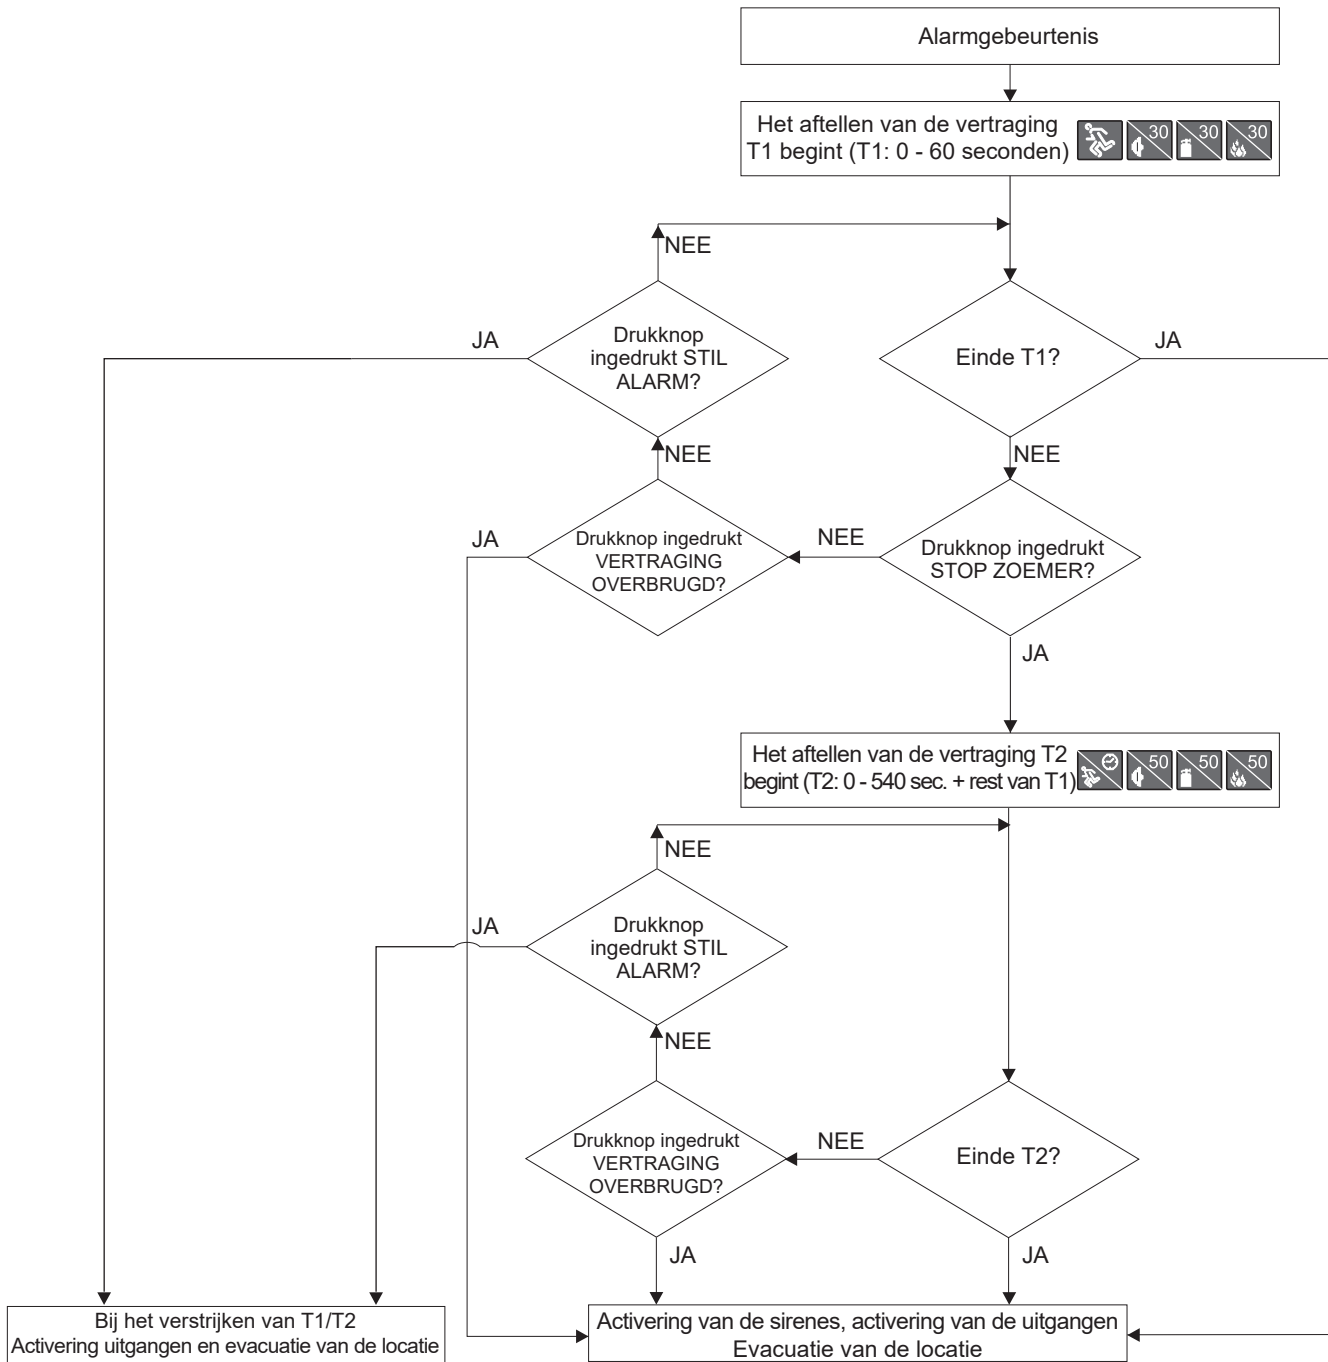 Alarmgebeurtenis
Het aftellen van de vertraging
T1 begint (T1: 0 - 60 seconden)
30
30
30
NEE
JA
Drukknop
ingedrukt STIL
ALARM?
Einde T1?
JA
NEE
NEE
JA
Drukknop ingedrukt
VERTRAGING
OVERBRUGD?
NEE
Drukknop ingedrukt
STOP ZOEMER?
JA
Het aftellen van de vertraging T2
begint (T2: 0 - 540 sec. + rest van T1)
50
50
50
NEE
JA
Drukknop
ingedrukt STIL
ALARM?
NEE
Drukknop ingedrukt
VERTRAGING
OVERBRUGD?
NEE
Einde T2?
JA
JA
Bij het verstrijken van T1/T2
Activering uitgangen en evacuatie van de locatie
Activering van de sirenes, activering van de uitgangen
Evacuatie van de locatie